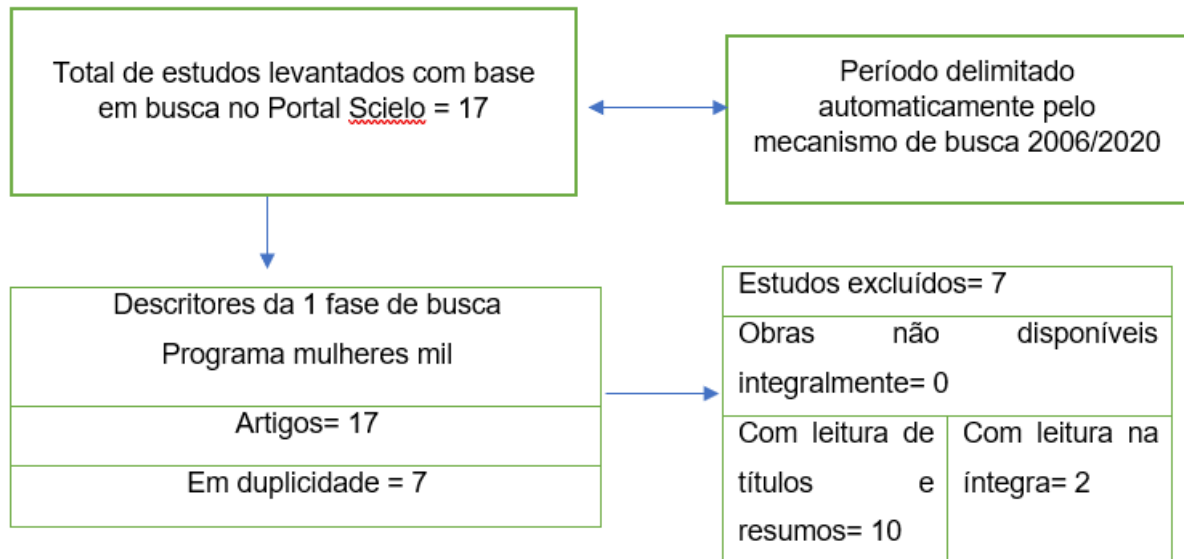 Total de estudos levantados com base
em busca no Portal Scielo = 17
Período delimitado
automaticamente pelo
mecanismo de busca 2006/2020
Descritores da 1 fase de busca
Programa mulheres mil
Artigos= 17
Em duplicidade = 7
Estudos excluídos= 7
Obras não disponíveis
integralmente= 0
Com leitura de
títulos e
resumos= 10
Com leitura na
íntegra= 2